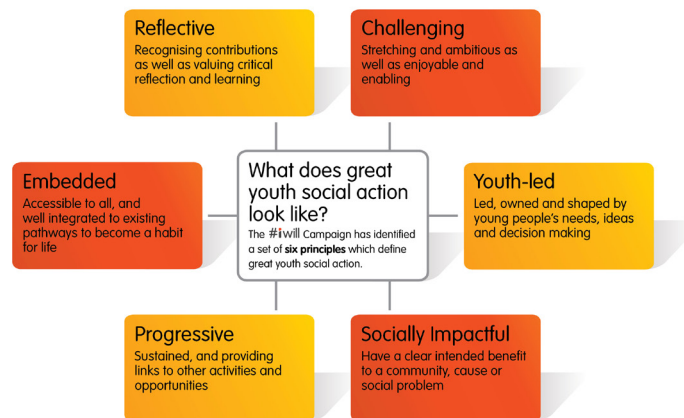 Reflective
Recognising contributions
as well as valuing critical
reflection and learning
Challenging
Stretching and ambitious as
well as enjoyable and
enabling
Embedded
Accessible to all, and
well integrated to existing
pathways to become a habit
for life
What does great
youth social action
look like?
The #iwill Campaign has identified
a set of six principles which define
great youth social action.
Youth-led
Led, owned and shaped by
young people's needs, ideas
and decision making
Progressive
Sustained, and providing
links to other activities and
opportunities
Socially Impactful
Have a clear intended benefit
to a community, cause or
social problem